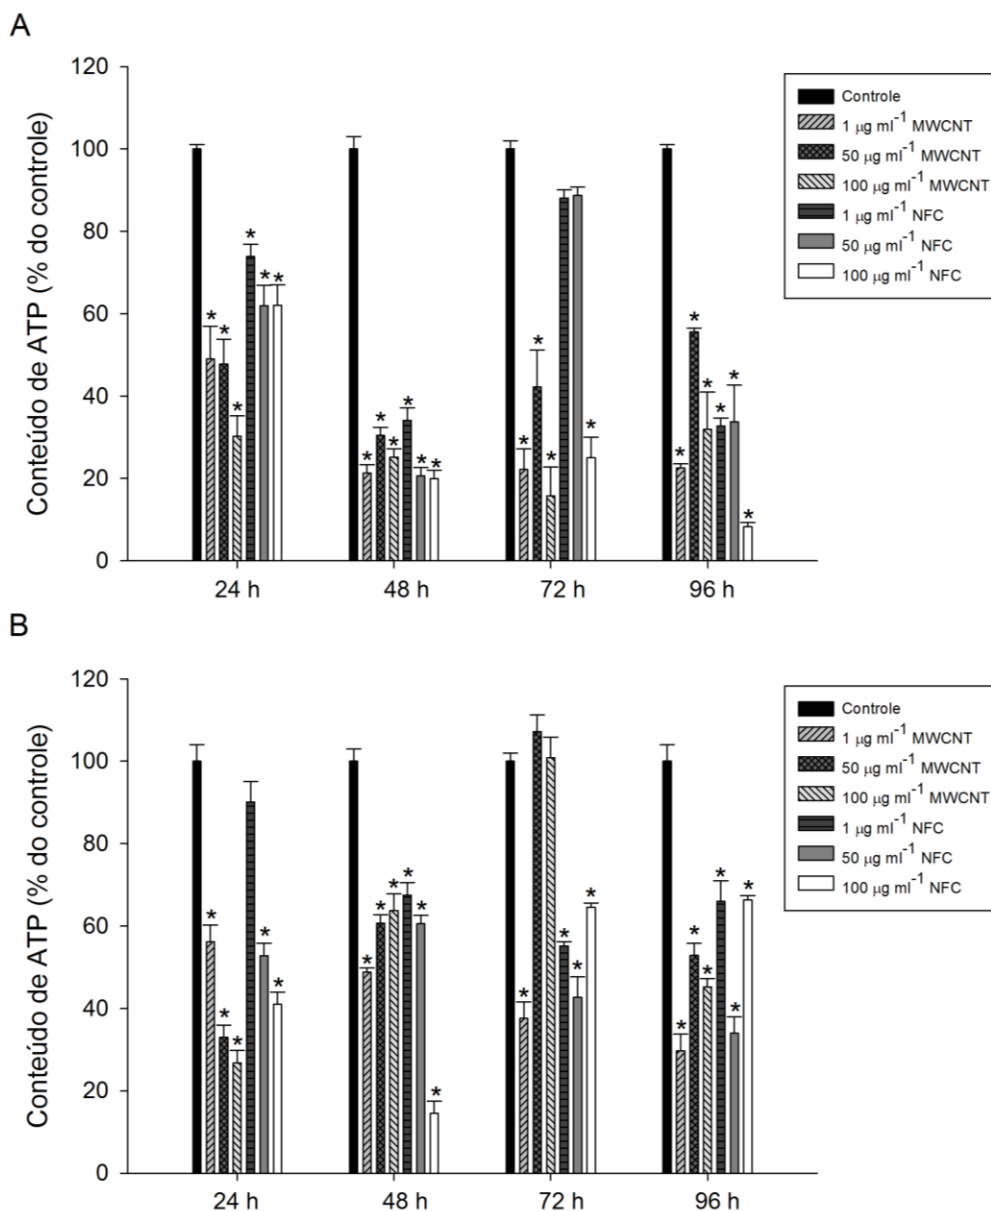 A
Conteúdo de ATP (% do controle)
120
100
80
60
40
20
0
24 h
48 h
72 h
96 h
Controle
1 μg ml⁻¹ MWCNT
50 μg ml⁻¹ MWCNT
100 μg ml⁻¹ MWCNT
1 μg ml⁻¹ NFC
50 μg ml⁻¹ NFC
100 μg ml⁻¹ NFC
B
Conteúdo de ATP (% do controle)
120
100
80
60
40
20
0
24 h
48 h
72 h
96 h
Controle
1 μg ml⁻¹ MWCNT
50 μg ml⁻¹ MWCNT
100 μg ml⁻¹ MWCNT
1 μg ml⁻¹ NFC
50 μg ml⁻¹ NFC
100 μg ml⁻¹ NFC